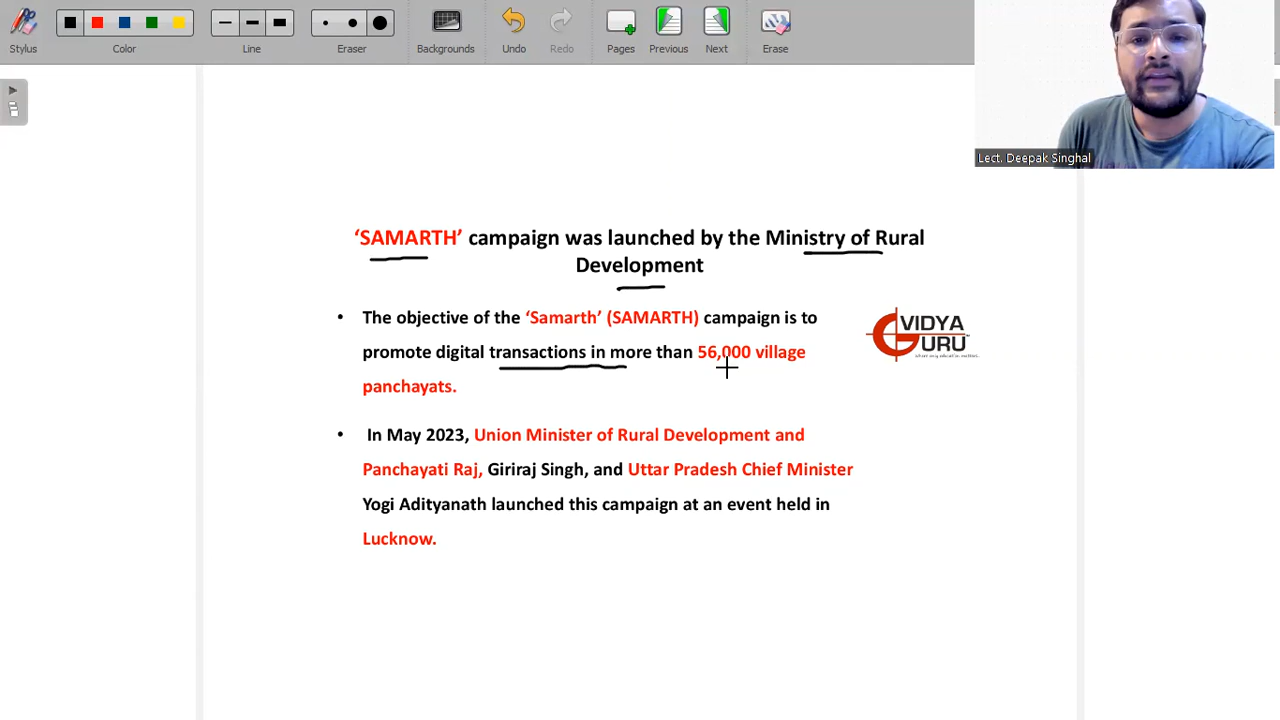 Stylus Color Line Eraser Backgrounds Undo Redo Pages Previous Next Erase
Lect. Deepak Singhal
‘SAMARTH’ campaign was launched by the Ministry of Rural
Development
• The objective of the ‘Samarth’ (SAMARTH) campaign is to
promote digital transactions in more than 56,000 village
panchayats.
VIDYA
GURU
• In May 2023, Union Minister of Rural Development and
Panchayati Raj, Giriraj Singh, and Uttar Pradesh Chief Minister
Yogi Adityanath launched this campaign at an event held in
Lucknow.